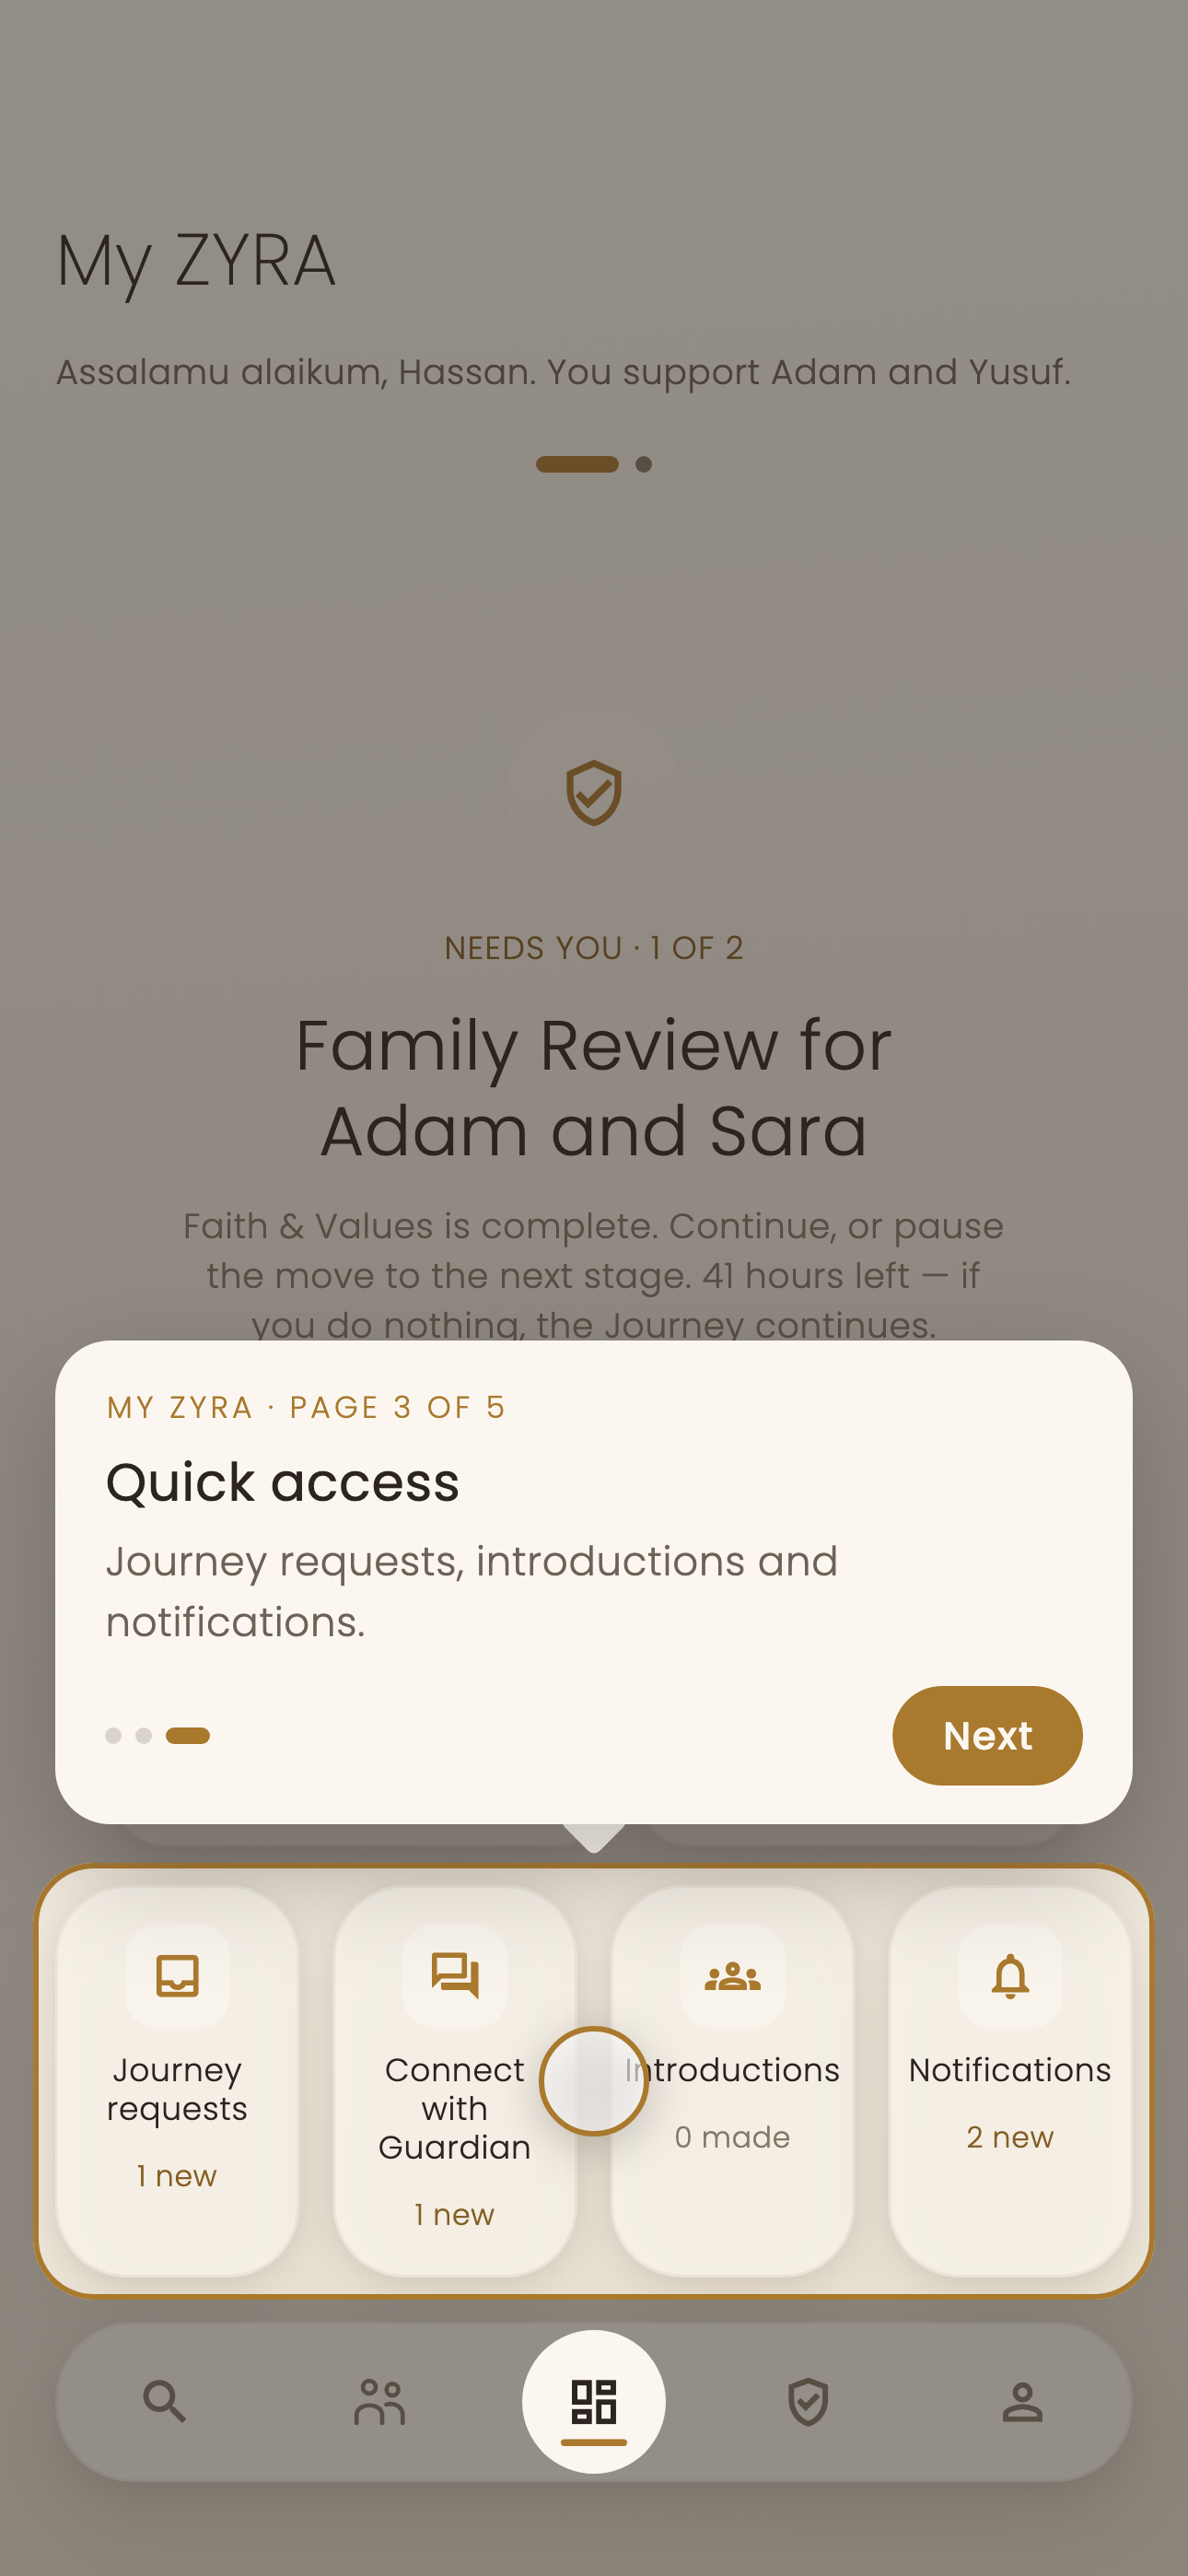 My ZYRA
Assalamu alaikum, Hassan. You support Adam and Yusuf.
NEEDS YOU · 1 OF 2
Family Review for
Adam and Sara
Faith & Values is complete. Continue, or pause
the move to the next stage. 41 hours left — if
you do nothing, the Journey continues.
MY ZYRA · PAGE 3 OF 5
Quick access
Journey requests, introductions and
notifications.
Next
Journey
requests
1 new
Connect
with
Guardian
1 new
Introductions
0 made
Notifications
2 new